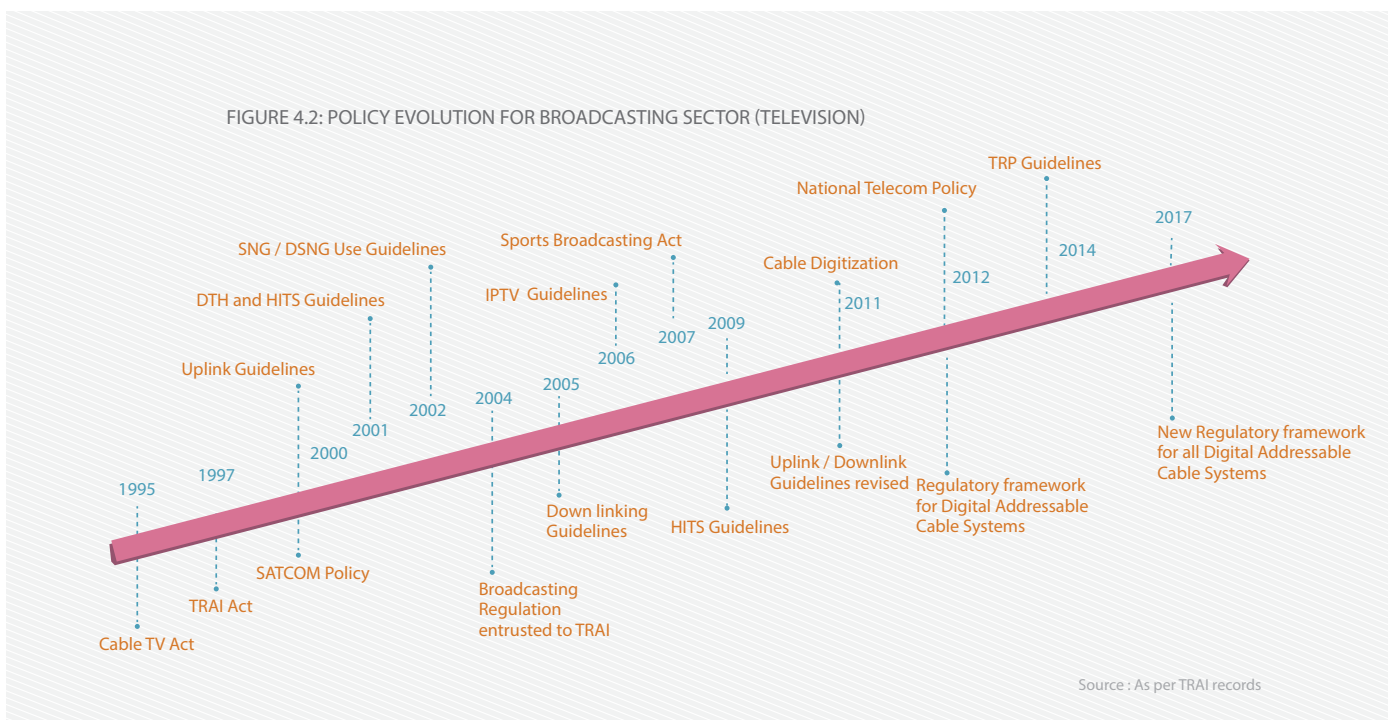 FIGURE 4.2: POLICY EVOLUTION FOR BROADCASTING SECTOR (TELEVISION)
TRP Guidelines
National Telecom Policy
2017
SNG / DSNG Use Guidelines
Sports Broadcasting Act
2014
Cable Digitization
2012
DTH and HITS Guidelines
IPTV Guidelines
2011
2009
2007
2006
Uplink Guidelines
2005
2004
2002
2001
2000
1997
1995
New Regulatory framework
for all Digital Addressable
Cable Systems
Uplink / Downlink
Guidelines revised
Regulatory framework
for Digital Addressable
Cable Systems
Down linking
Guidelines
HITS Guidelines
SATCOM Policy
Broadcasting
Regulation
entrusted to TRAI
TRAI Act
Cable TV Act
Source : As per TRAI records